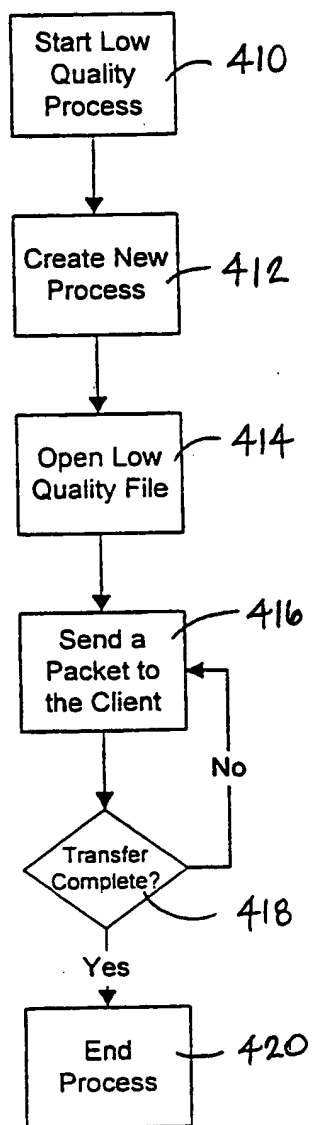 Start Low
Quality
Process
410
Create New
Process
412
Open Low
Quality File
414
Send a
Packet to
the Client
416
No
Transfer
Complete?
418
Yes
End
Process
420